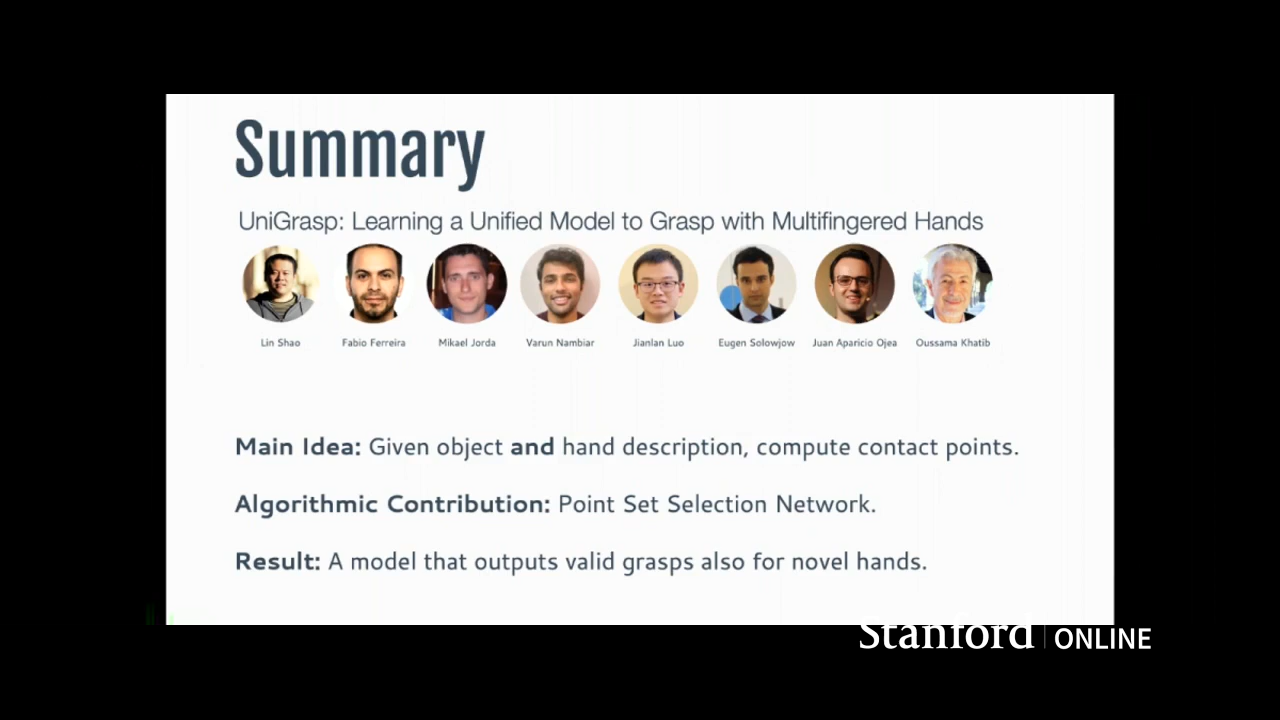 Summary
UniGrasp: Learning a Unified Model to Grasp with Multifingered Hands
Lin Shao Fabio Ferreira Mikael Jorda Varun Nambiar Jianlan Luo Eugen Solowjow Juan Aparicio Ojea Oussama Khatib
Main Idea: Given object and hand description, compute contact points.
Algorithmic Contribution: Point Set Selection Network.
Result: A model that outputs valid grasps also for novel hands.
Stanford ONLINE